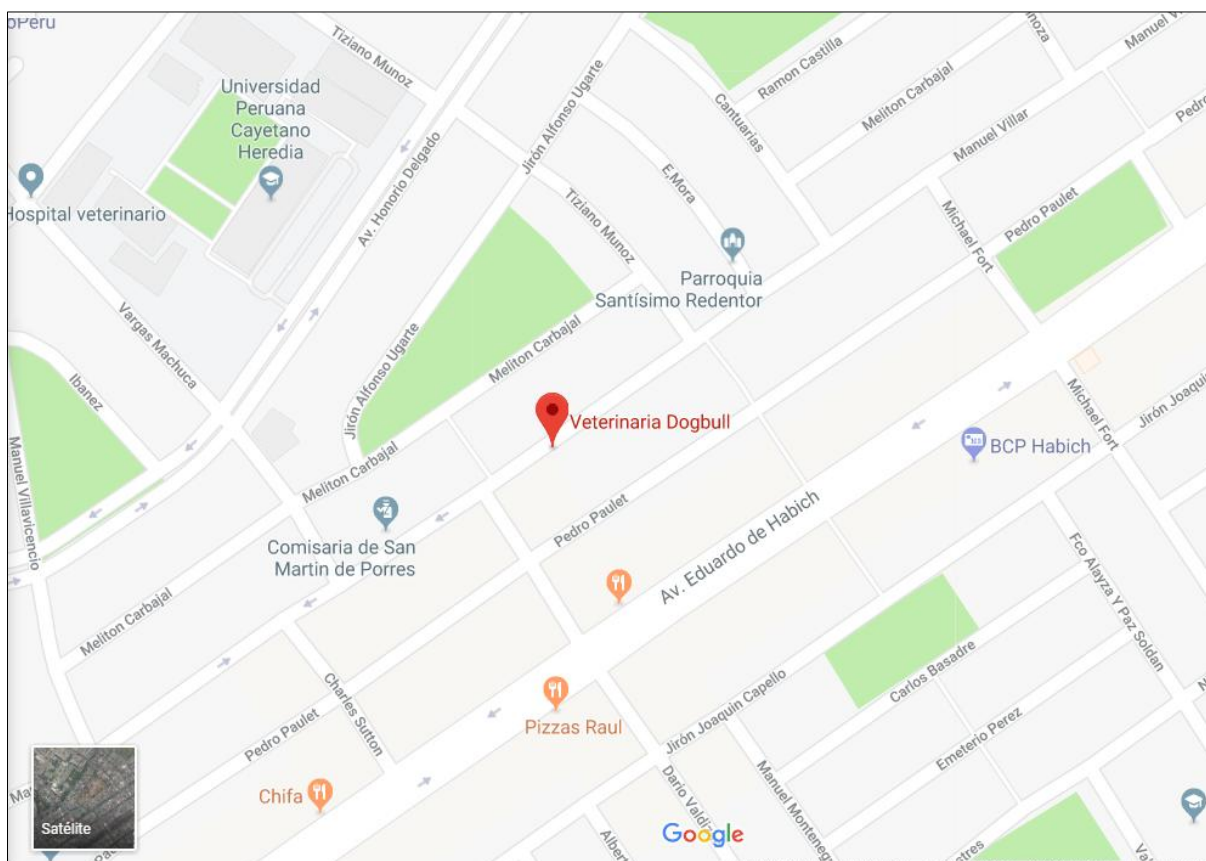 oPeru
Tiziano Munoz
Universidad
Peruana
Cayetano
Heredia
Hospital veterinario
Av. Honorio Delgado
Jirón Alfonso Ugarte
Cantuarias
Ramon Castilla
Meliton Carbajal
Manuel Villar
Manuel
Pedro
E,Mora
Tiziano Munoz
Parroquia
Santísimo Redentor
Michael Fort
Pedro Paulet
Vargas Machuca
Ibanez
Manuel Villavicencio
Jirón Alfonso Ugarte
Meliton Carbajal
Veterinaria Dogbull
Meliton Carbajal
Comisaria de San
Martin de Porres
Pedro Paulet
Av. Eduardo de Habich
BCP Habich
Michael Fort
Jirón Joaquin
Fco Alayza Y Paz Soldan
Meliton Carbajal
Charles Sutton
Pedro Paulet
Pizzas Raul
Chifa
Jirón Joaquin Capello
Carlos Basadre
Emeterio Perez
Dario Valdi
Manuel Montene
Satélite
Google